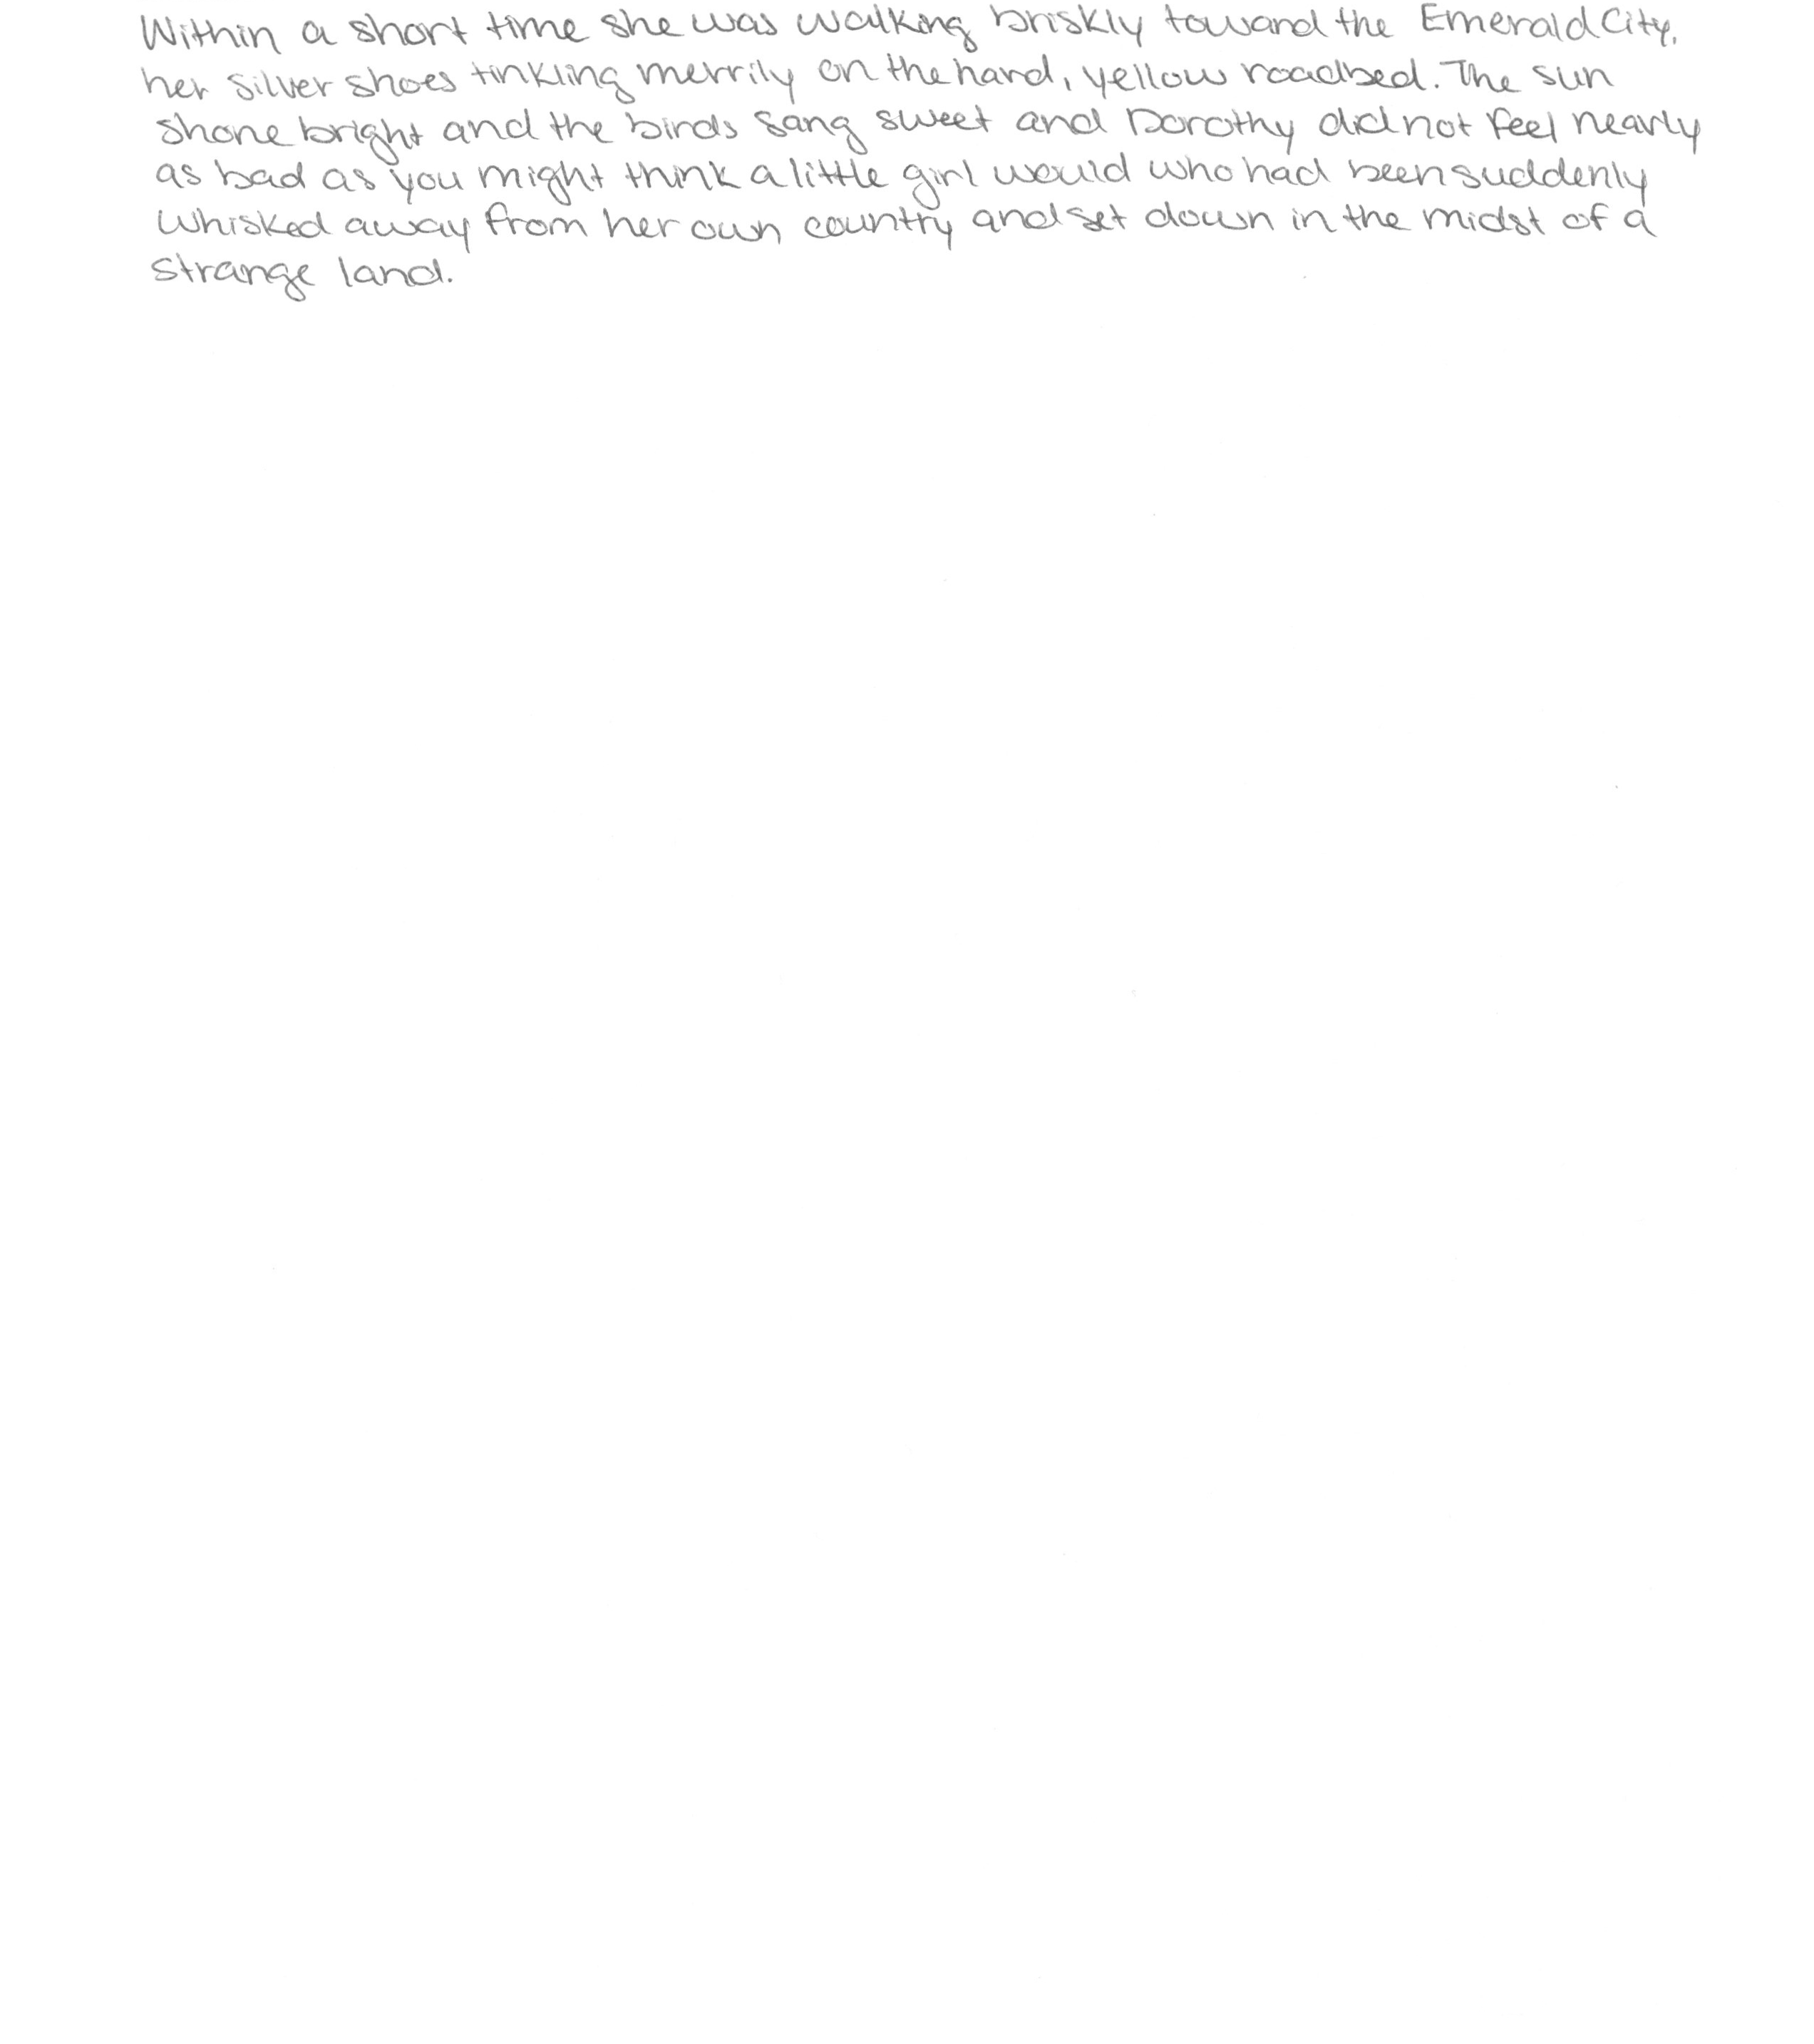 Within a short time she was walking briskly toward the Emerald City,
her silver shoes tinkling merrily on the hard, yellow roadbed. The sun
shone bright and the birds sang sweet and Dorothy did not feel nearly
as bad as you might think a little girl would who had been suddenly
whisked away from her own country and set down in the midst of a
strange land.